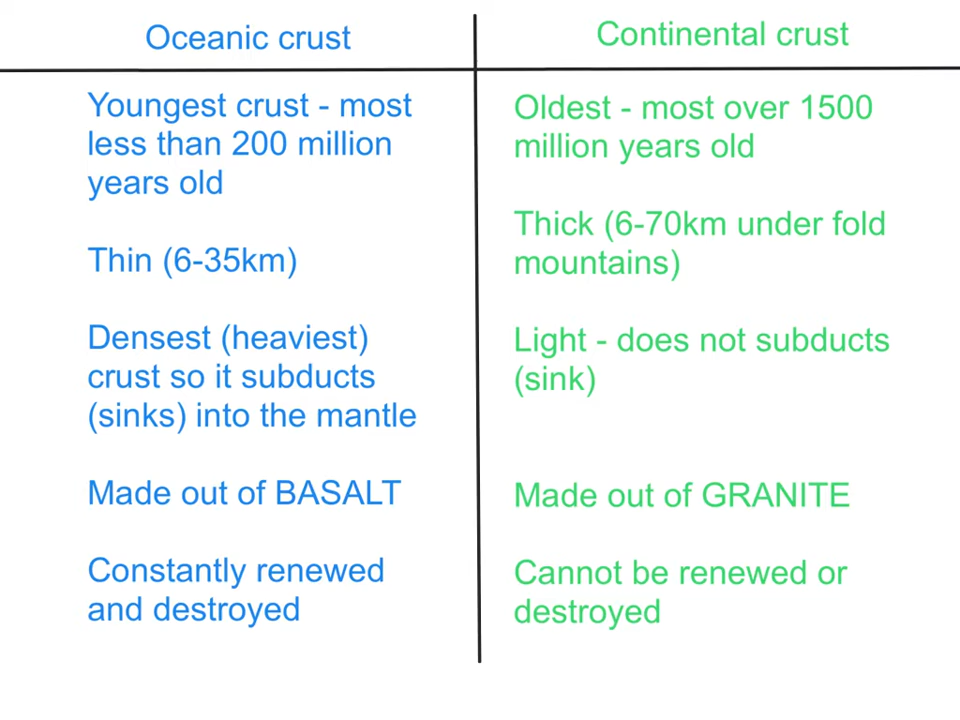 Oceanic crust
Youngest crust - most
less than 200 million
years old
Thin (6-35km)
Densest (heaviest)
crust so it subducts
(sinks) into the mantle
Made out of BASALT
Constantly renewed
and destroyed
Continental crust
Oldest - most over 1500
million years old
Thick (6-70km under fold
mountains)
Light - does not subducts
(sink)
Made out of GRANITE
Cannot be renewed or
destroyed